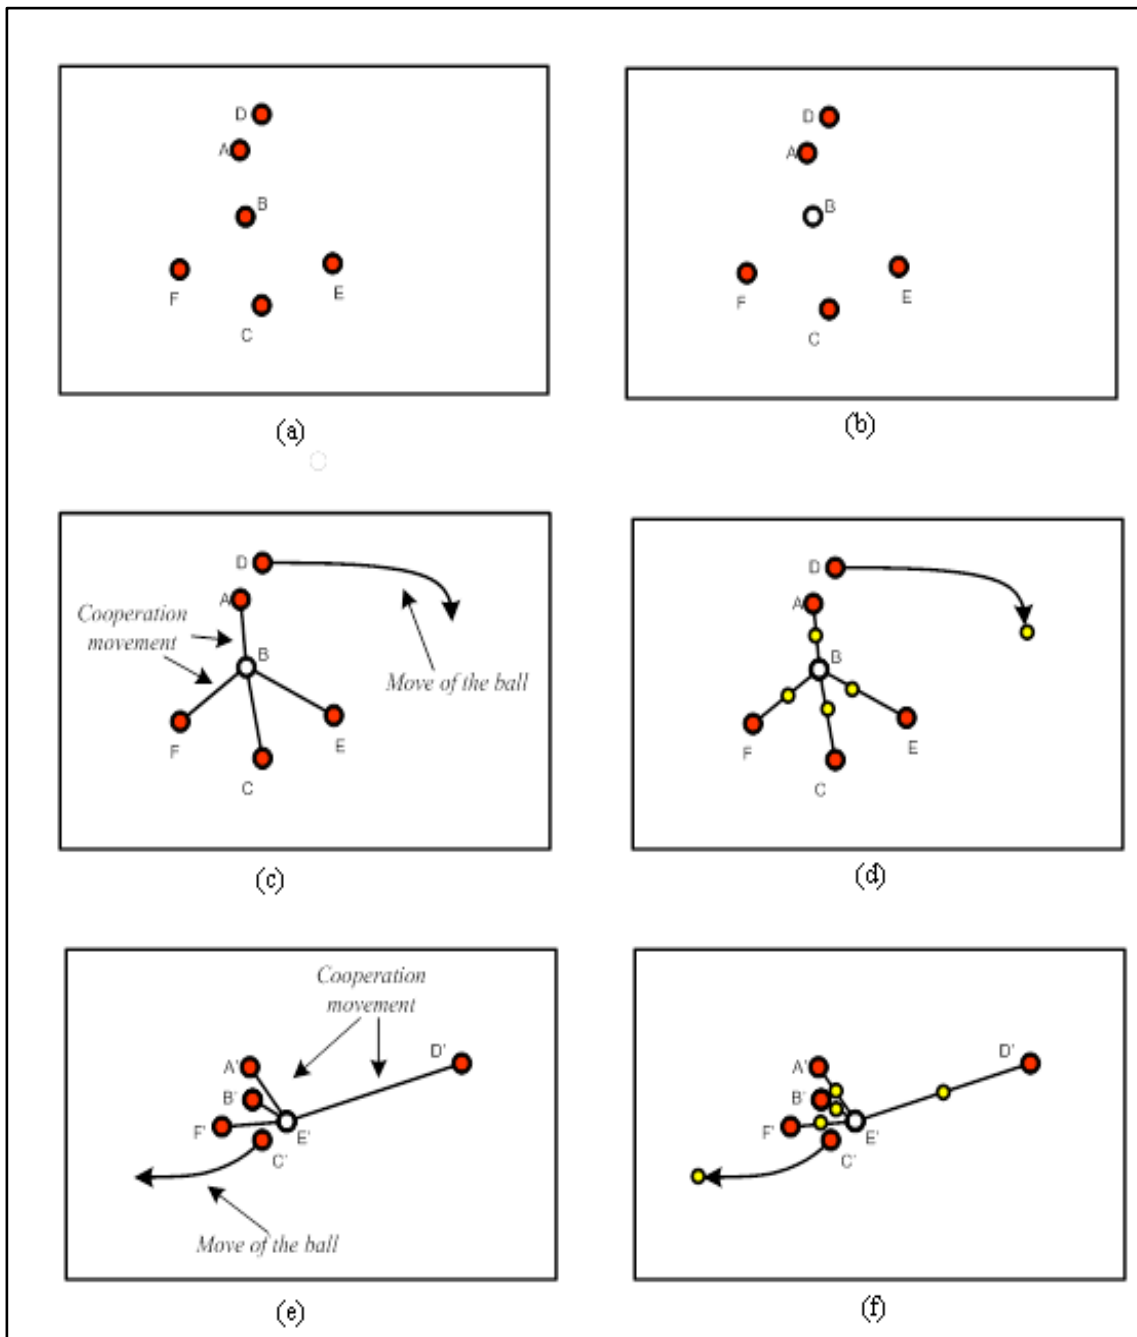 D
A
B
F
E
C
(a)
D
A
B
F
E
C
(b)
D
A
Cooperation
movement
B
Move of the ball
F
E
C
(c)
D
A
B
F
E
C
(d)
Cooperation
movement
A'
D'
B'
F'
E'
C'
Move of the ball
(e)
A'
D'
B'
F'
E'
C'
(f)